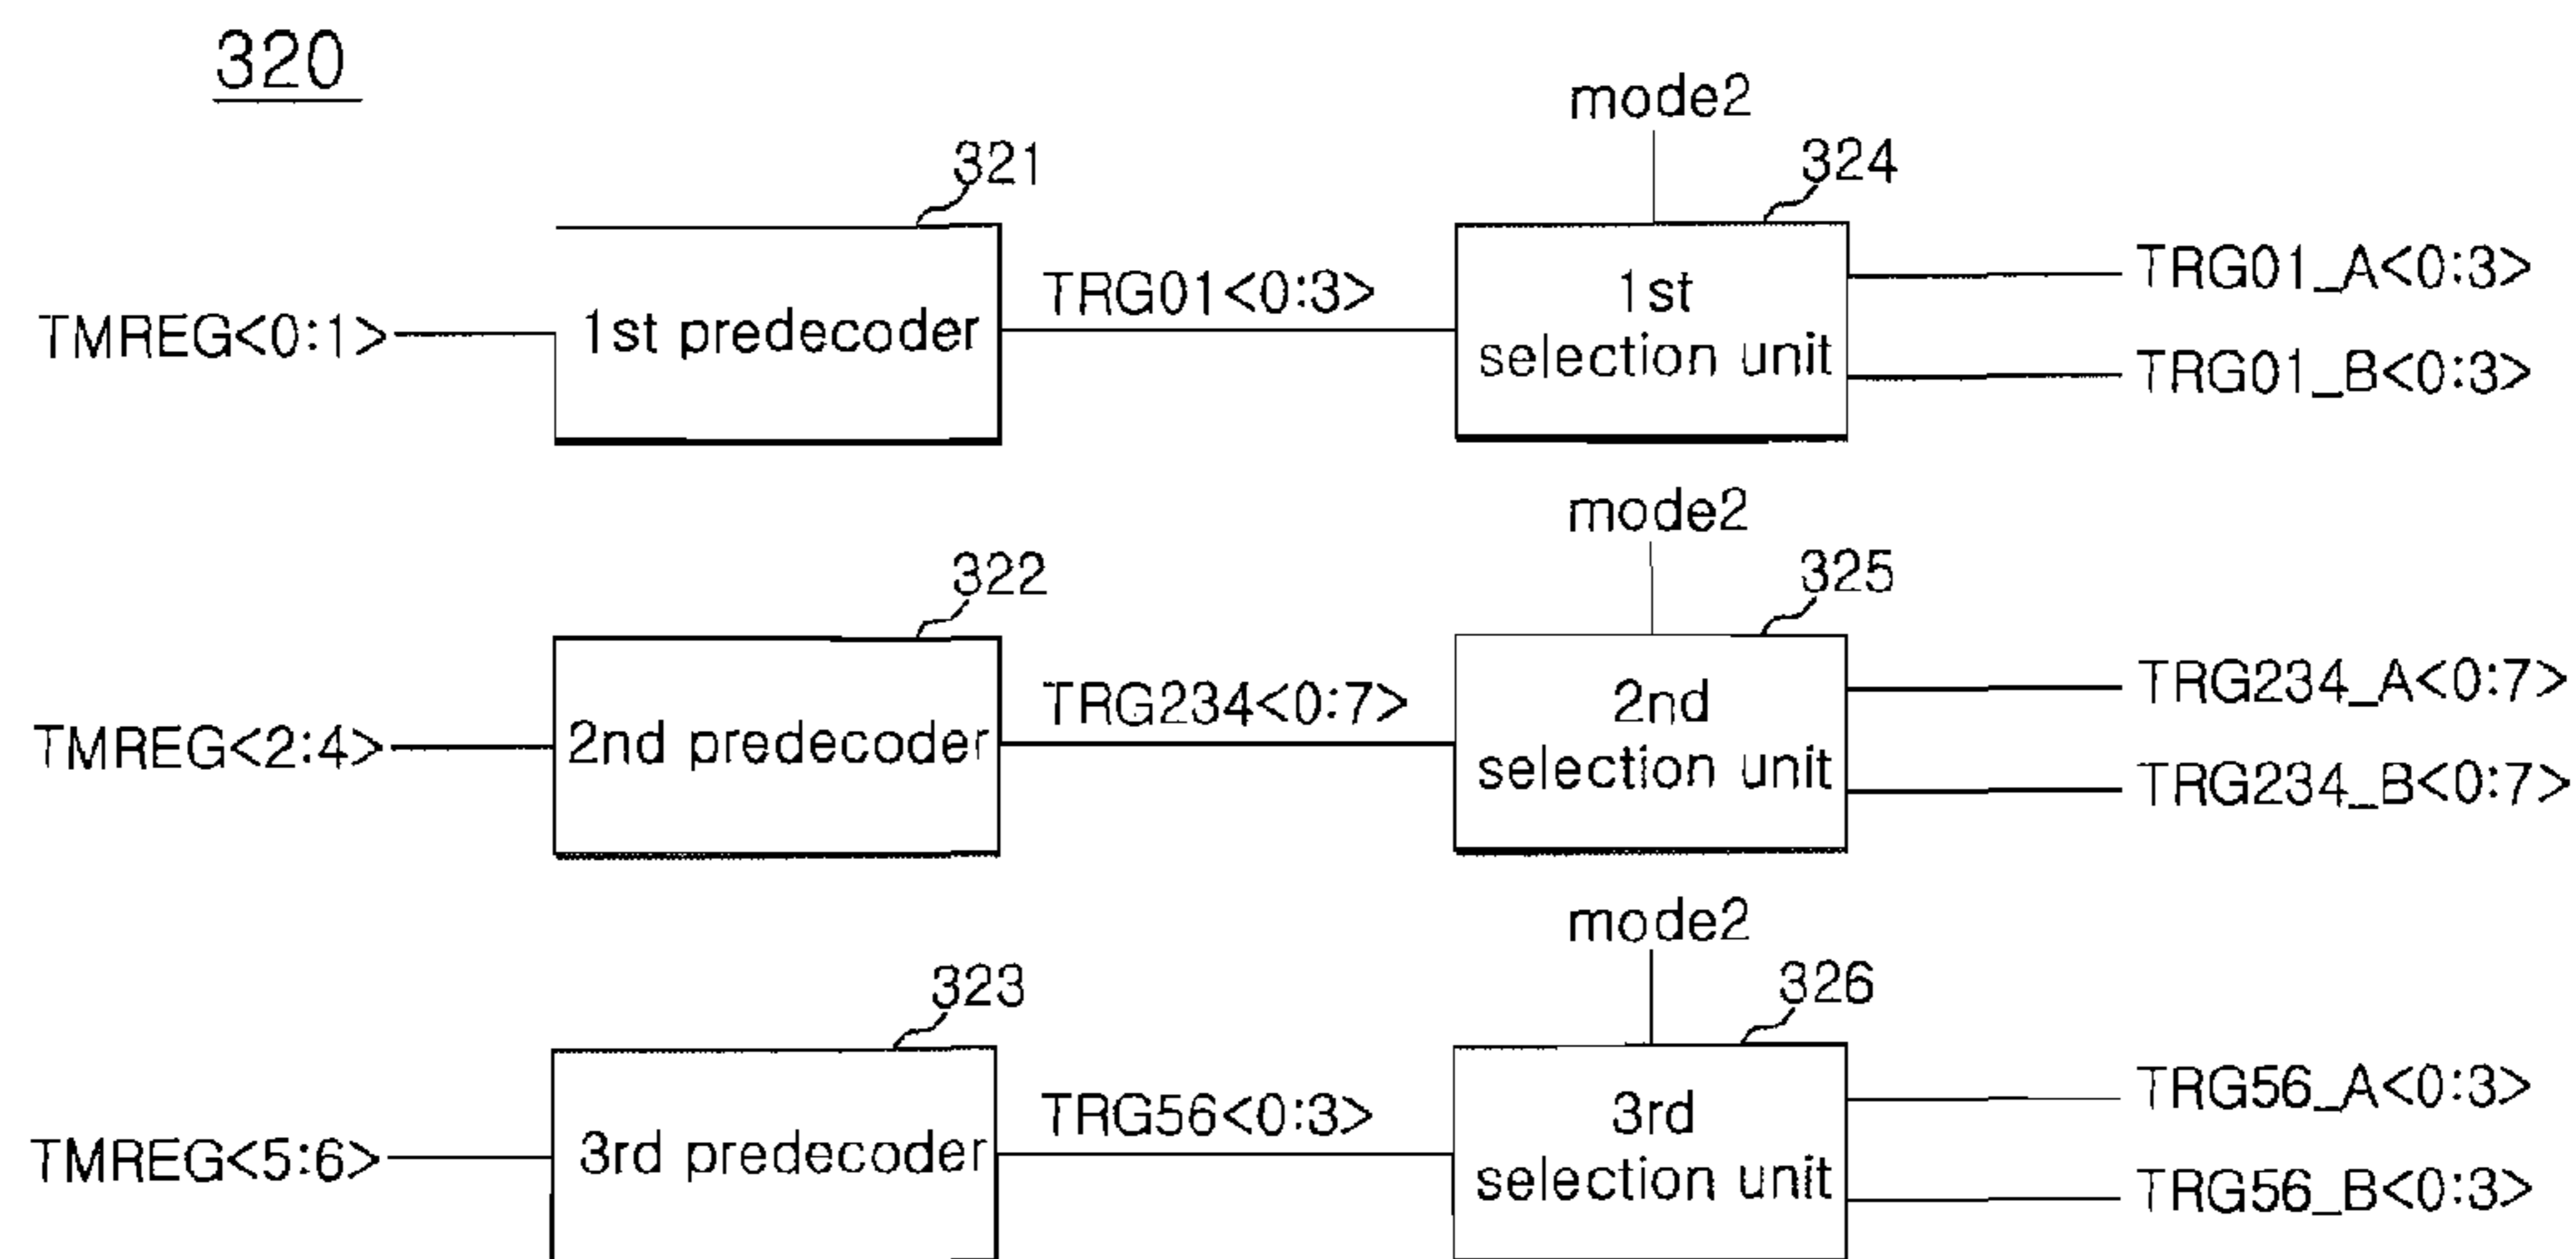 320
mode2
321
324
TMREG<0:1>
1st predecoder
TRG01<0:3>
1st
selection unit
TRG01_A<0:3>
TRG01_B<0:3>
mode2
322
325
TMREG<2:4>
2nd predecoder
TRG234<0:7>
2nd
selection unit
TRG234_A<0:7>
TRG234_B<0:7>
mode2
323
326
TMREG<5:6>
3rd predecoder
TRG56<0:3>
3rd
selection unit
TRG56_A<0:3>
TRG56_B<0:3>